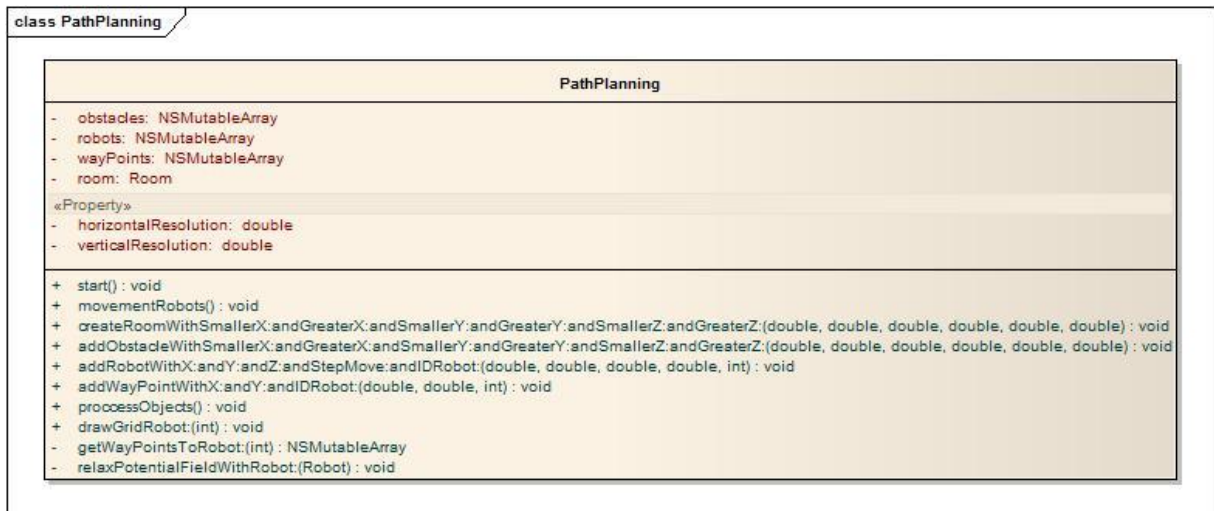 class PathPlanning
PathPlanning
- obstacles: NSMutableArray
- robots: NSMutableArray
- wayPoints: NSMutableArray
- room: Room
«Property»
- horizontalResolution: double
- verticalResolution: double
+ start() : void
+ movementRobots() : void
+ createRoomWithSmallerX:andGreaterX:andSmallerY:andGreaterY:andSmallerZ:andGreaterZ:(double, double, double, double, double, double) : void
+ addObstacleWithSmallerX:andGreaterX:andSmallerY:andGreaterY:andSmallerZ:andGreaterZ:(double, double, double, double, double, double) : void
+ addRobotWithX:andY:andZ:andStepMove:andIDRobot:(double, double, double, double, int) : void
+ addWayPointWithX:andY:andIDRobot:(double, double, int) : void
+ proccessObjects() : void
+ drawGridRobot:(int) : void
- getWayPointsToRobot:(int) : NSMutableArray
- relaxPotentialFieldWithRobot:(Robot) : void